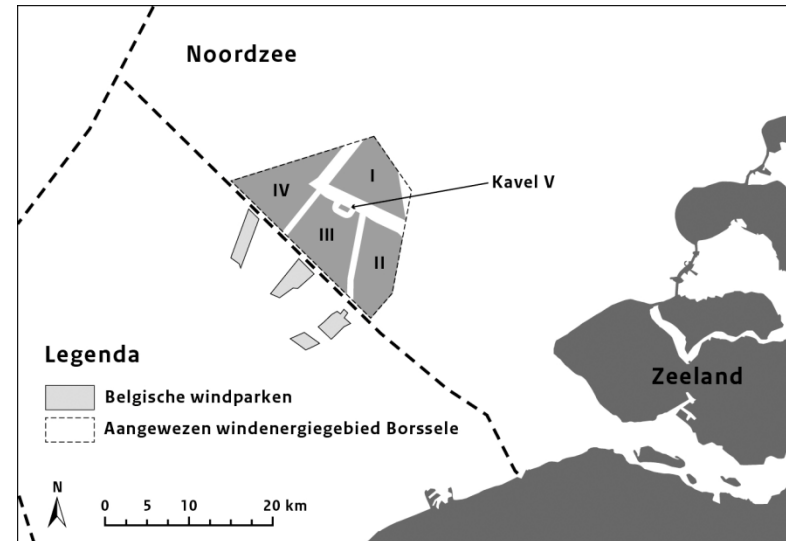 Noordzee
I
IV
Kavel V
III
II
Legenda
Zeeland
Belgische windparken
Aangewezen windenergiegebied Borssele
N
0 5 10 20 km